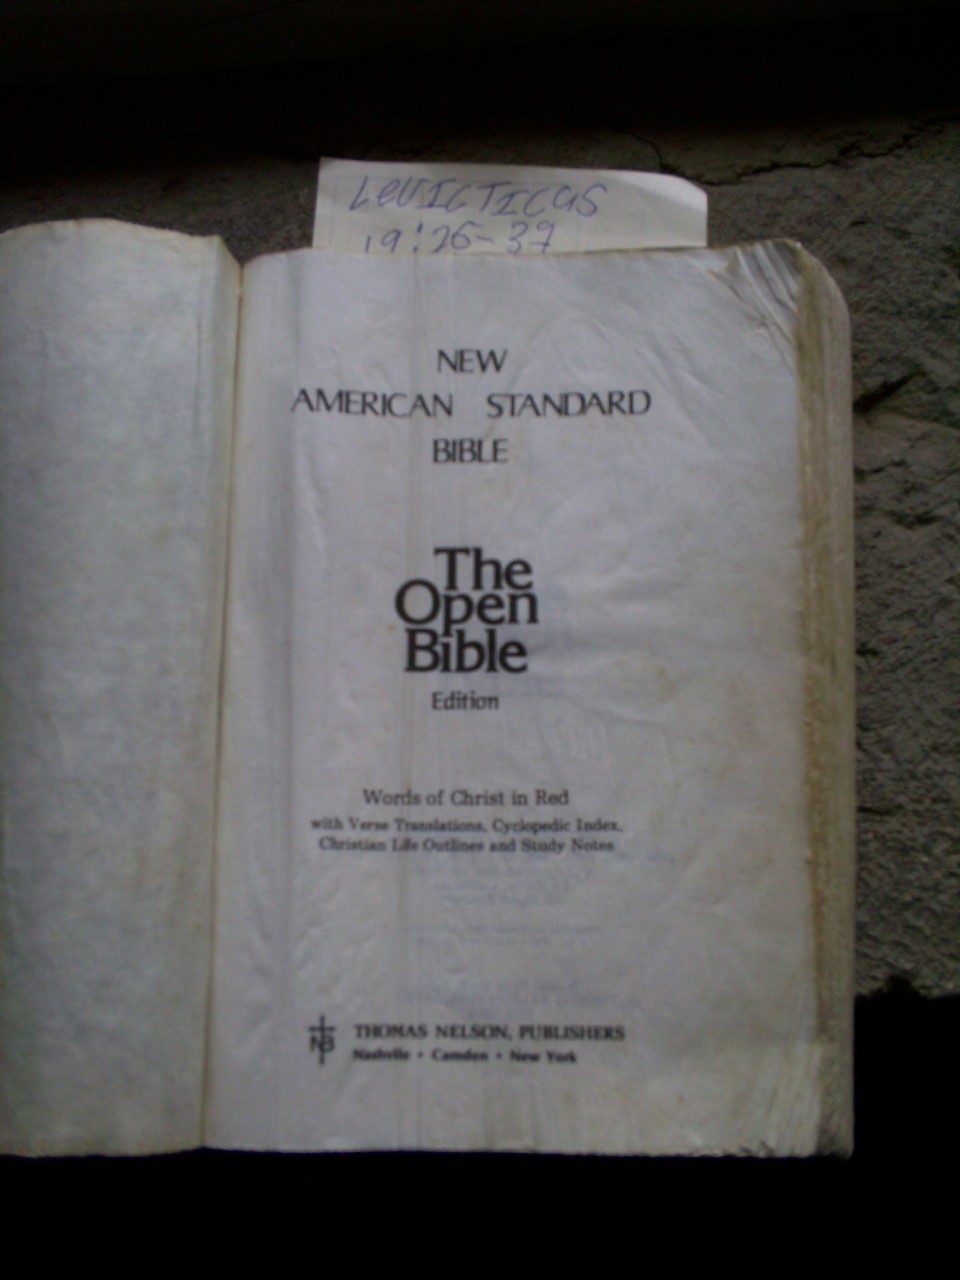 LeVICTICUS
19:26-37
NEW
AMERICAN STANDARD
BIBLE
The
Open
Bible
Edition
Words of Christ in Red
with Verse Translations, Cyclopedic Index,
Christian Life Outlines and Study Notes
THOMAS NELSON, PUBLISHERS
Nashville • Camden • New York